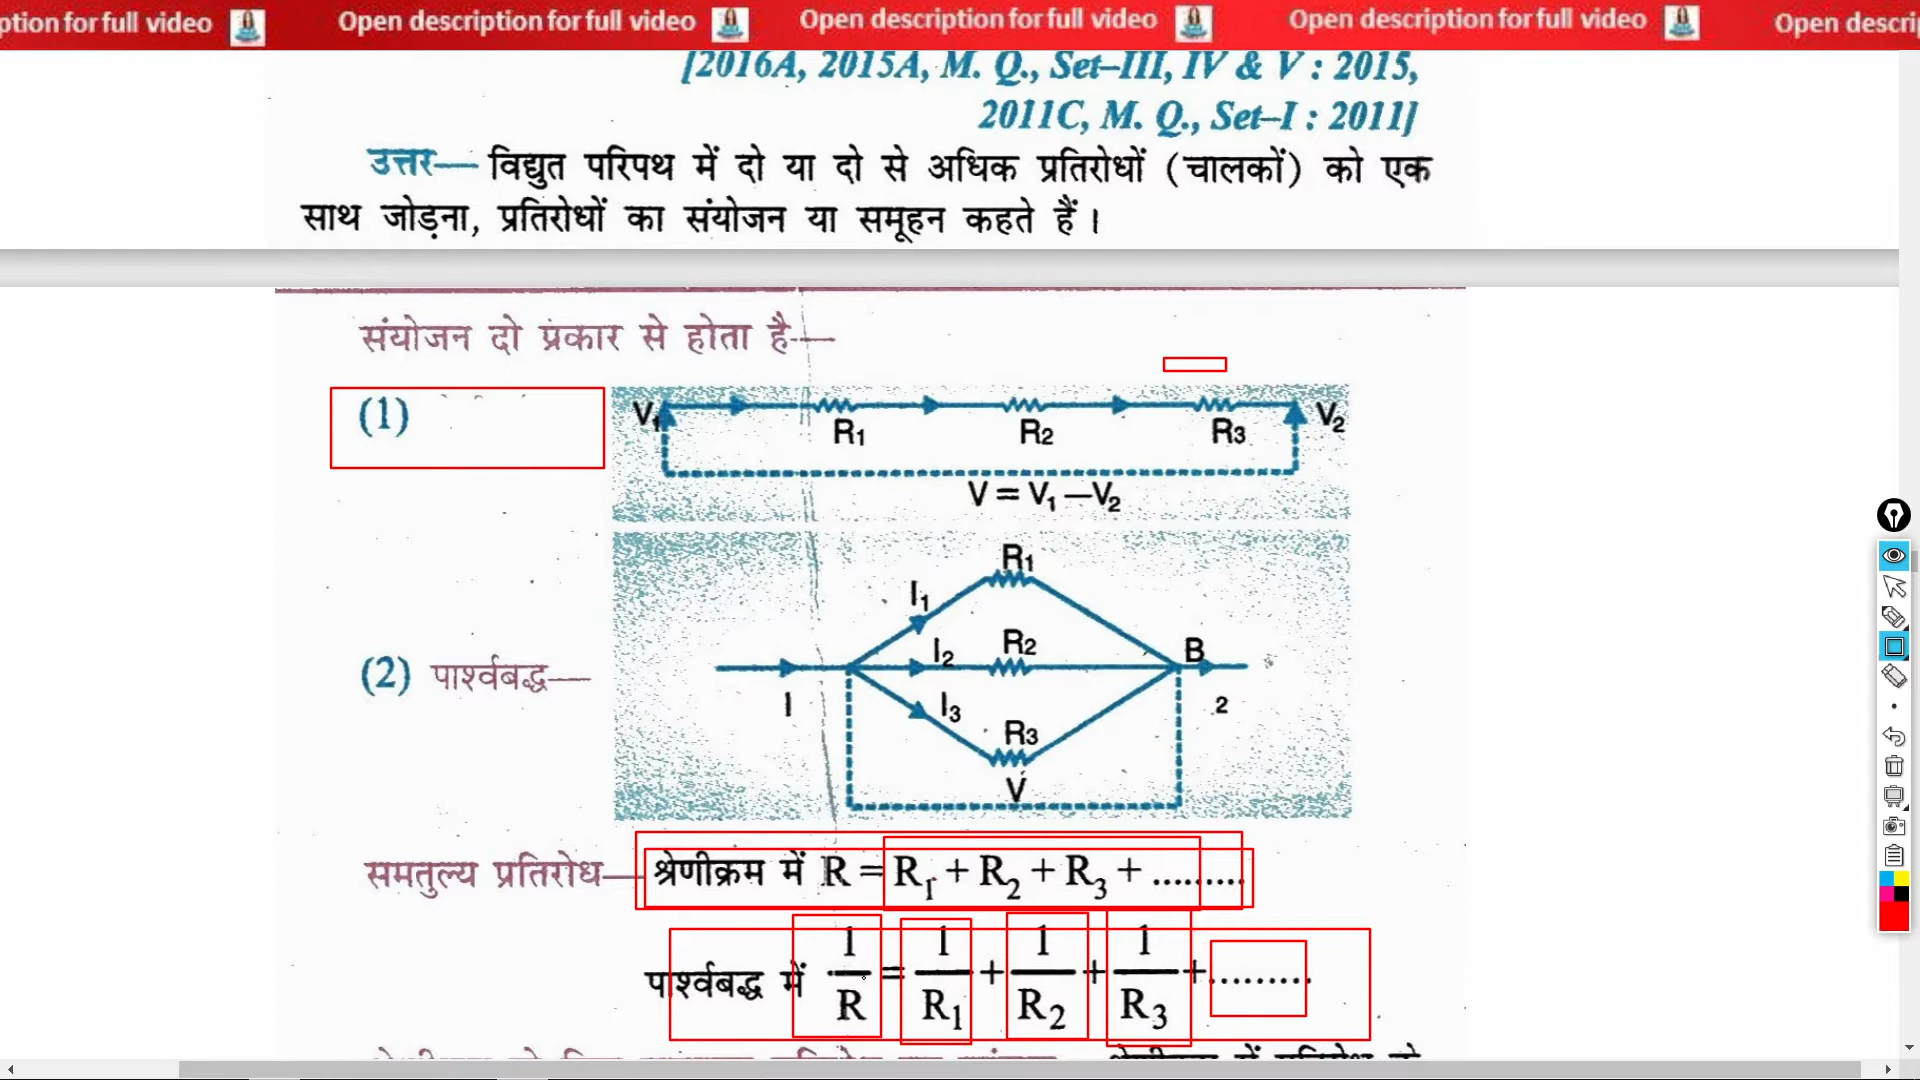 ption for full video Open description for full video Open description for full video Open description for full video Open descri
[2016A, 2015A, M. Q., Set–III, IV & V : 2015,
2011C, M. Q., Set–I : 2011]
उत्तर— विद्युत परिपथ में दो या दो से अधिक प्रतिरोधों (चालकों) को एक
साथ जोड़ना, प्रतिरोधों का संयोजन या समूहन कहते हैं।
संयोजन दो प्रकार से होता है—
(1)
V₁ R₁ R₂ R₃ V₂
V = V₁ – V₂
(2) पार्श्वबद्ध—
R₁
I₁
I₂ R₂ B
I I₃ 2
R₃
V
समतुल्य प्रतिरोध— श्रेणीक्रम में R = R₁ + R₂ + R₃ + .........
पार्श्वबद्ध में 1/R = 1/R₁ + 1/R₂ + 1/R₃ + .........